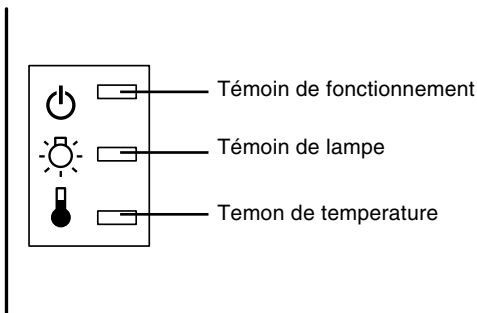 Témoin de fonctionnement
Témoin de lampe
Temon de temperature